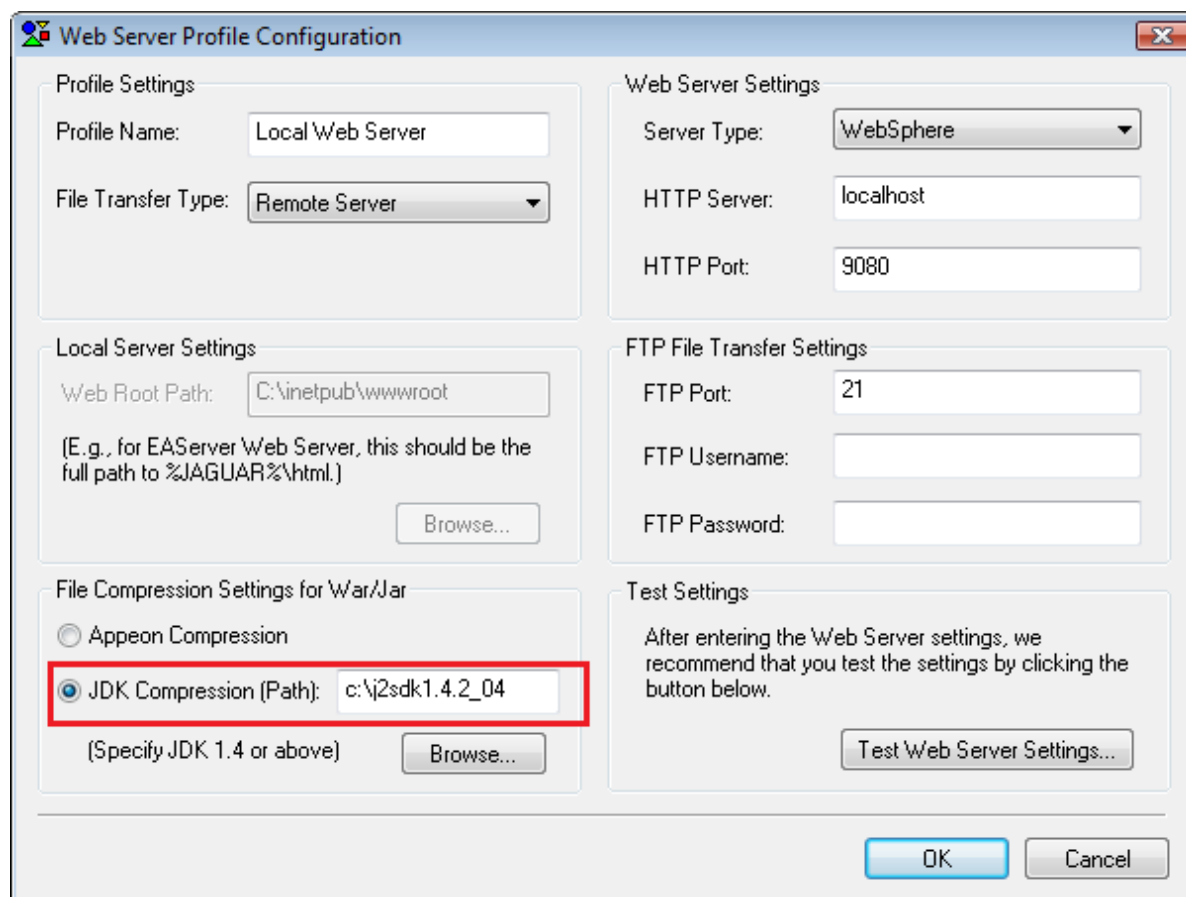 Web Server Profile Configuration
Profile Settings
Profile Name: Local Web Server
File Transfer Type: Remote Server
Web Server Settings
Server Type: WebSphere
HTTP Server: localhost
HTTP Port: 9080
Local Server Settings
Web Root Path: C:\inetpub\wwwroot
(E.g., for EAServer Web Server, this should be the
full path to %JAGUAR%\html.)
Browse...
FTP File Transfer Settings
FTP Port: 21
FTP Username:
FTP Password:
File Compression Settings for War/Jar
Appeon Compression
JDK Compression (Path): c:\j2sdk1.4.2_04
(Specify JDK 1.4 or above) Browse...
Test Settings
After entering the Web Server settings, we
recommend that you test the settings by clicking the
button below.
Test Web Server Settings...
OK Cancel